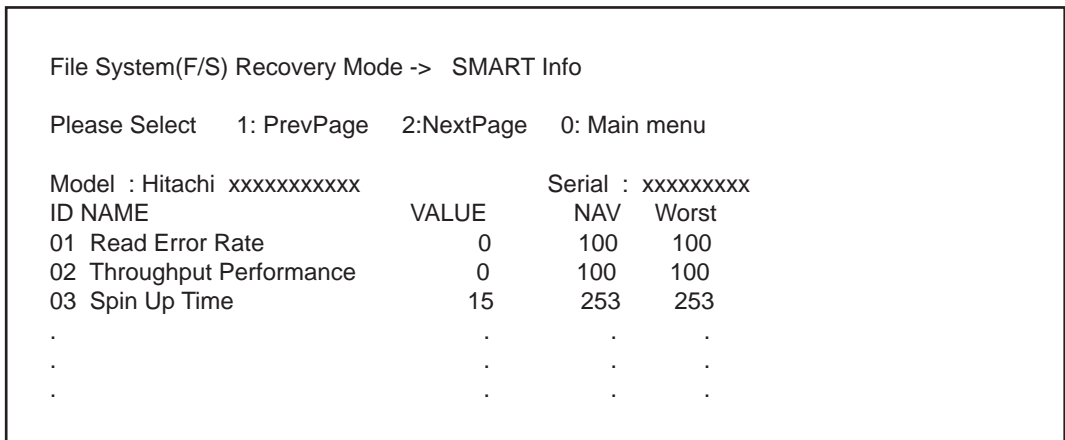 File System(F/S) Recovery Mode -> SMART Info
Please Select 1: PrevPage 2:NextPage 0: Main menu
Model : Hitachi xxxxxxxxxxx Serial : xxxxxxxxx
ID NAME VALUE NAV Worst
01 Read Error Rate 0 100 100
02 Throughput Performance 0 100 100
03 Spin Up Time 15 253 253
. . . .
. . . .
. . . .